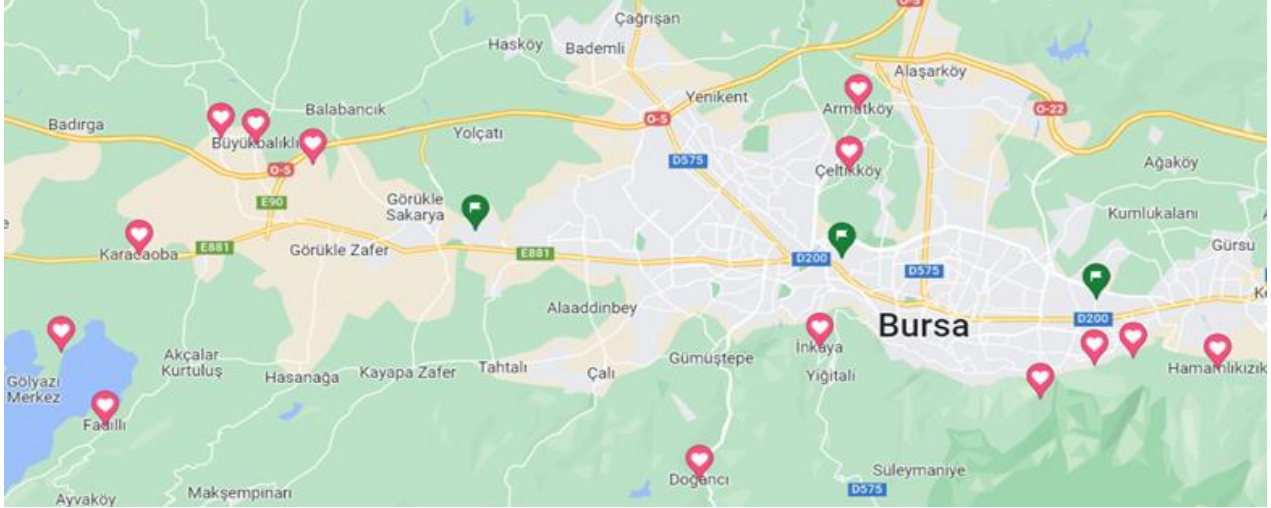 O-5
Çağrışan
Hasköy
Bademli
Alaşarköy
Yenikent
Armutköy
O-22
Balabancık
Badırga
Yolçatı
O-5
Büyükbalıklı
D575
Ağaköy
O-5
Çeltikköy
Görükle
Sakarya
E90
Kumlukalanı
Karacaoba
E881
Görükle Zafer
E881
D200
D575
Gürsu
Alaaddinbey
D200
Bursa
İnkaya
Akçalar
Kurtuluş
Gümüştepe
Tahtalı
Hamamlıkızık
Hasanağa
Kayapa Zafer
Çalı
Yiğitali
Gölyazı
Merkez
Fadıllı
Doğancı
Süleymaniye
D575
Makşempınarı
Ayvaköy